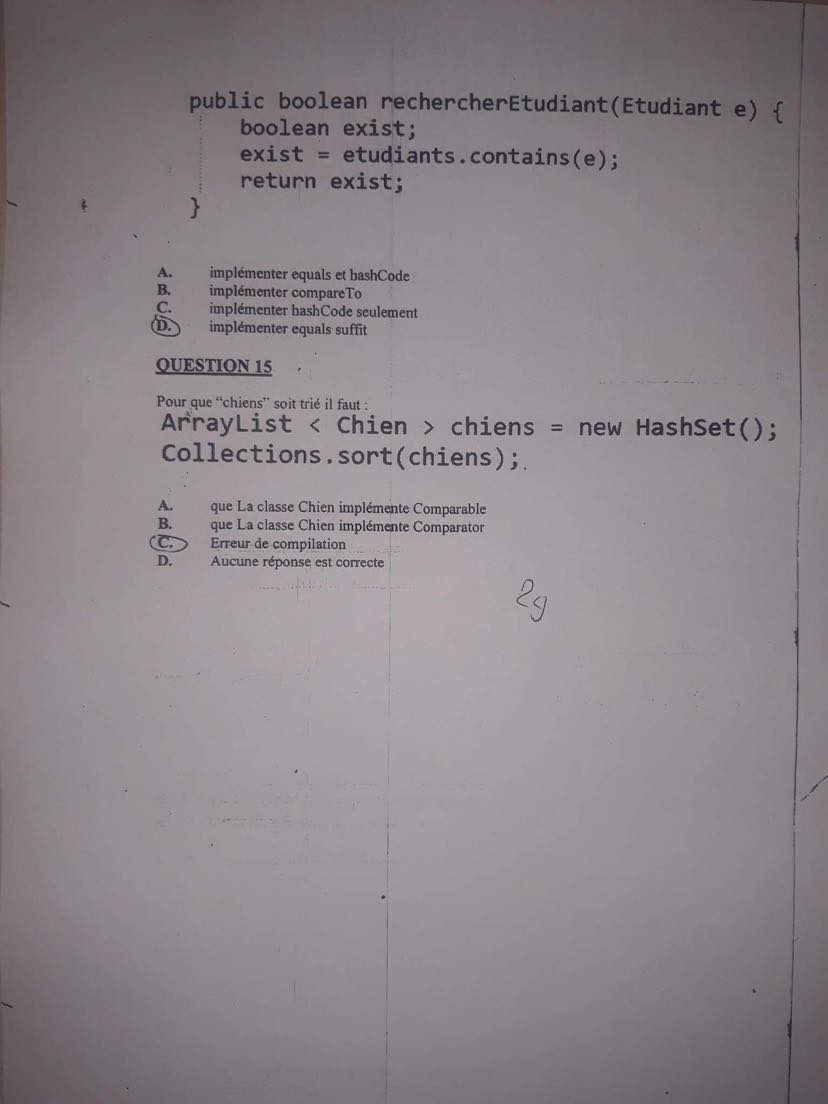 public boolean rechercherEtudiant(Etudiant e) {
boolean exist;
exist = etudiants.contains(e);
return exist;
}
A. implémenter equals et hashCode
B. implémenter compareTo
C. implémenter hashCode seulement
D. implémenter equals suffit
QUESTION 15
Pour que “chiens” soit trié il faut :
ArrayList < Chien > chiens = new HashSet();
Collections.sort(chiens);
A. que La classe Chien implémente Comparable
B. que La classe Chien implémente Comparator
C. Erreur de compilation
D. Aucune réponse est correcte